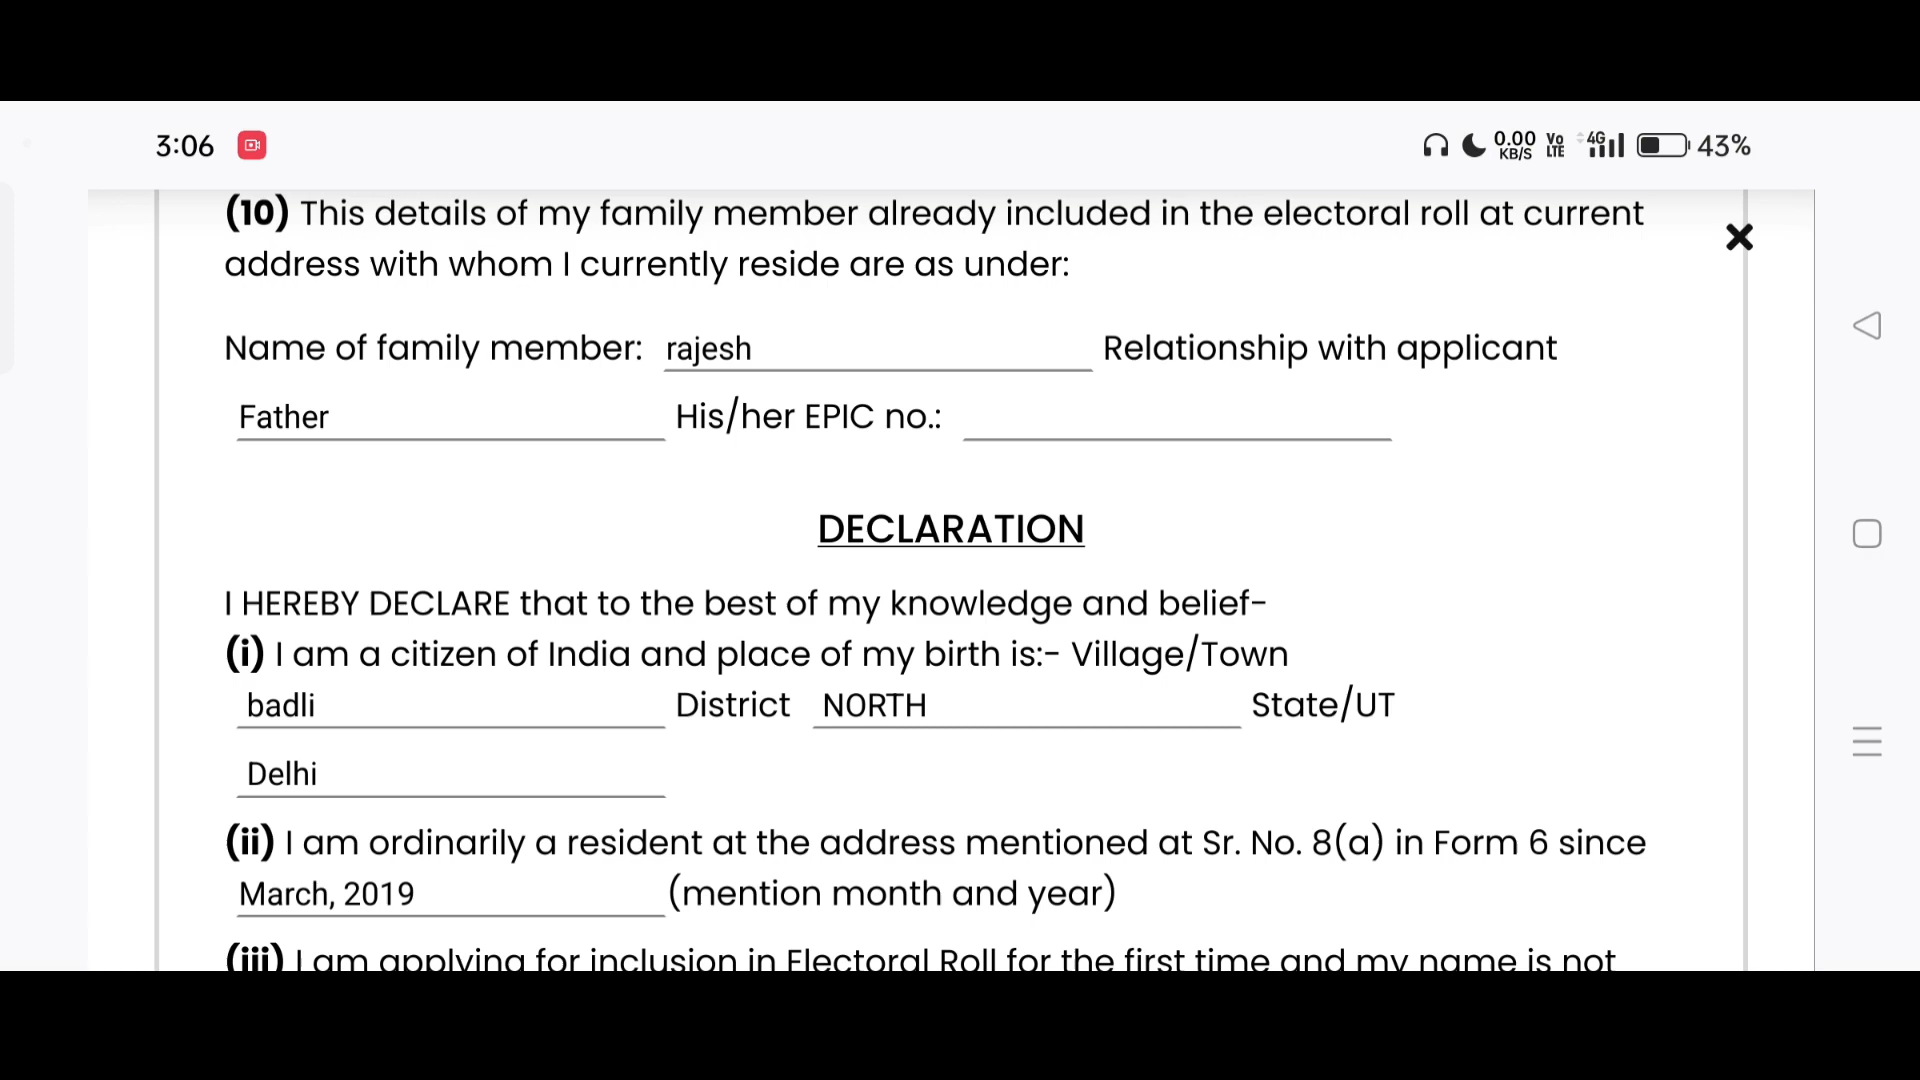 3:06 0.00 KB/S Vo LTE 4G 43%
(10) This details of my family member already included in the electoral roll at current
address with whom I currently reside are as under:
Name of family member: rajesh Relationship with applicant
Father His/her EPIC no.:
DECLARATION
I HEREBY DECLARE that to the best of my knowledge and belief-
(i) I am a citizen of India and place of my birth is:- Village/Town
badli District NORTH State/UT
Delhi
(ii) I am ordinarily a resident at the address mentioned at Sr. No. 8(a) in Form 6 since
March, 2019 (mention month and year)
(iii) I am applying for inclusion in Electoral Roll for the first time and my name is not